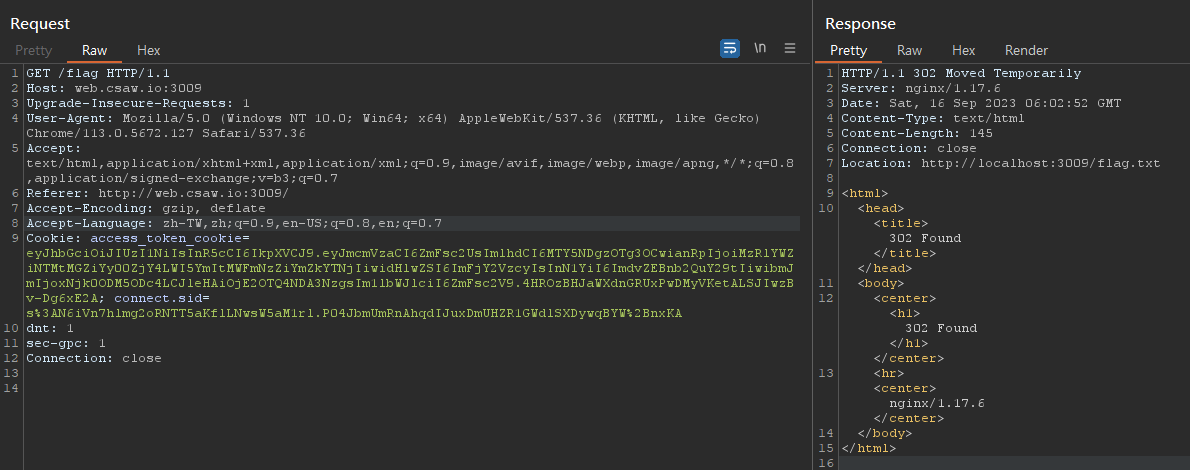 Request
Pretty Raw Hex
\n
1 GET /flag HTTP/1.1
2 Host: web.csaw.io:3009
3 Upgrade-Insecure-Requests: 1
4 User-Agent: Mozilla/5.0 (Windows NT 10.0; Win64; x64) AppleWebKit/537.36 (KHTML, like Gecko)
Chrome/113.0.5672.127 Safari/537.36
5 Accept:
text/html,application/xhtml+xml,application/xml;q=0.9,image/avif,image/webp,image/apng,*/*;q=0.8
,application/signed-exchange;v=b3;q=0.7
6 Referer: http://web.csaw.io:3009/
7 Accept-Encoding: gzip, deflate
8 Accept-Language: zh-TW,zh;q=0.9,en-US;q=0.8,en;q=0.7
9 Cookie: access_token_cookie=
connect.sid=
10 dnt: 1
11 sec-gpc: 1
12 Connection: close
13
14
Response
Pretty Raw Hex Render
1 HTTP/1.1 302 Moved Temporarily
2 Server: nginx/1.17.6
3 Date: Sat, 16 Sep 2023 06:02:52 GMT
4 Content-Type: text/html
5 Content-Length: 145
6 Connection: close
7 Location: http://localhost:3009/flag.txt
8
9 <html>
10 <head>
<title>
302 Found
</title>
</head>
11 <body>
12 <center>
<h1>
302 Found
</h1>
</center>
13 <hr>
<center>
nginx/1.17.6
</center>
14 </body>
15 </html>
16